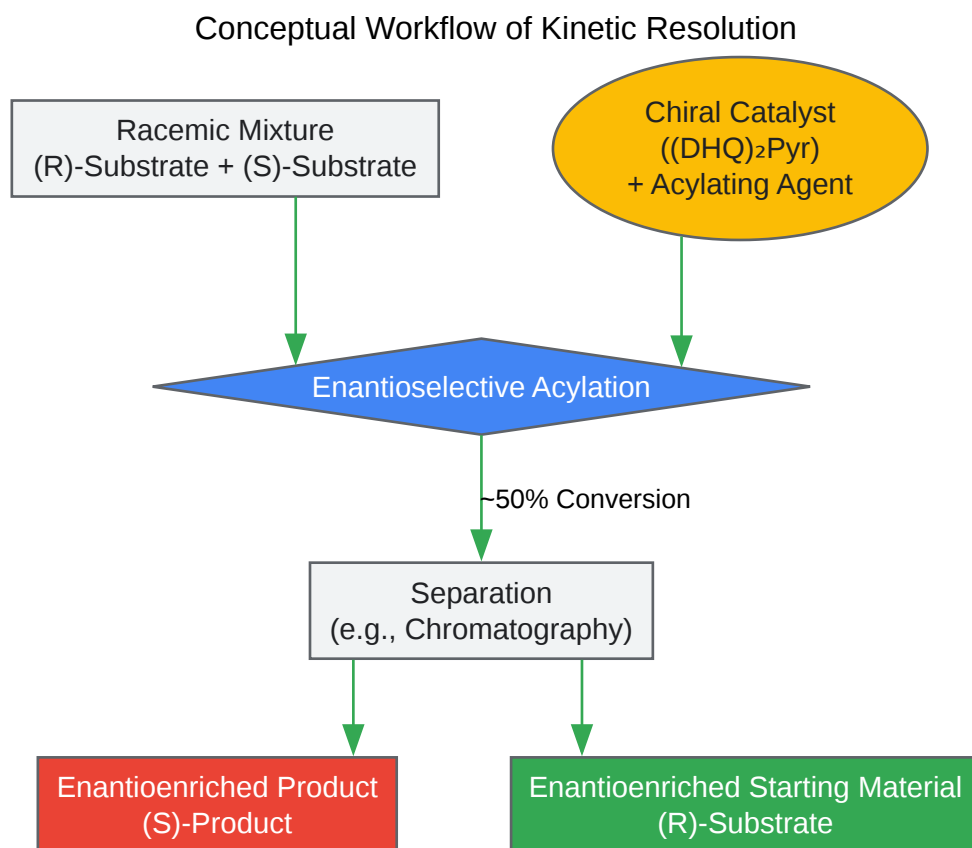 Conceptual Workflow of Kinetic Resolution
Racemic Mixture
(R)-Substrate + (S)-Substrate
Chiral Catalyst
((DHQ)₂Pyr)
+ Acylating Agent
Enantioselective Acylation
~50% Conversion
Separation
(e.g., Chromatography)
Enantioenriched Product
(S)-Product
Enantioenriched Starting Material
(R)-Substrate